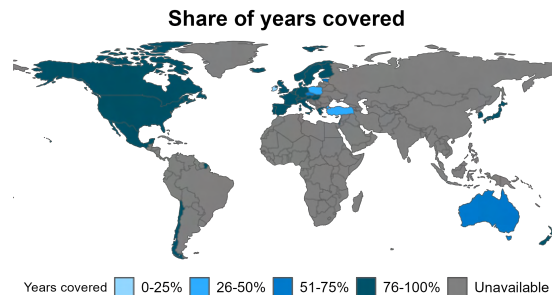 Share of years covered
Years covered 0-25% 26-50% 51-75% 76-100% Unavailable